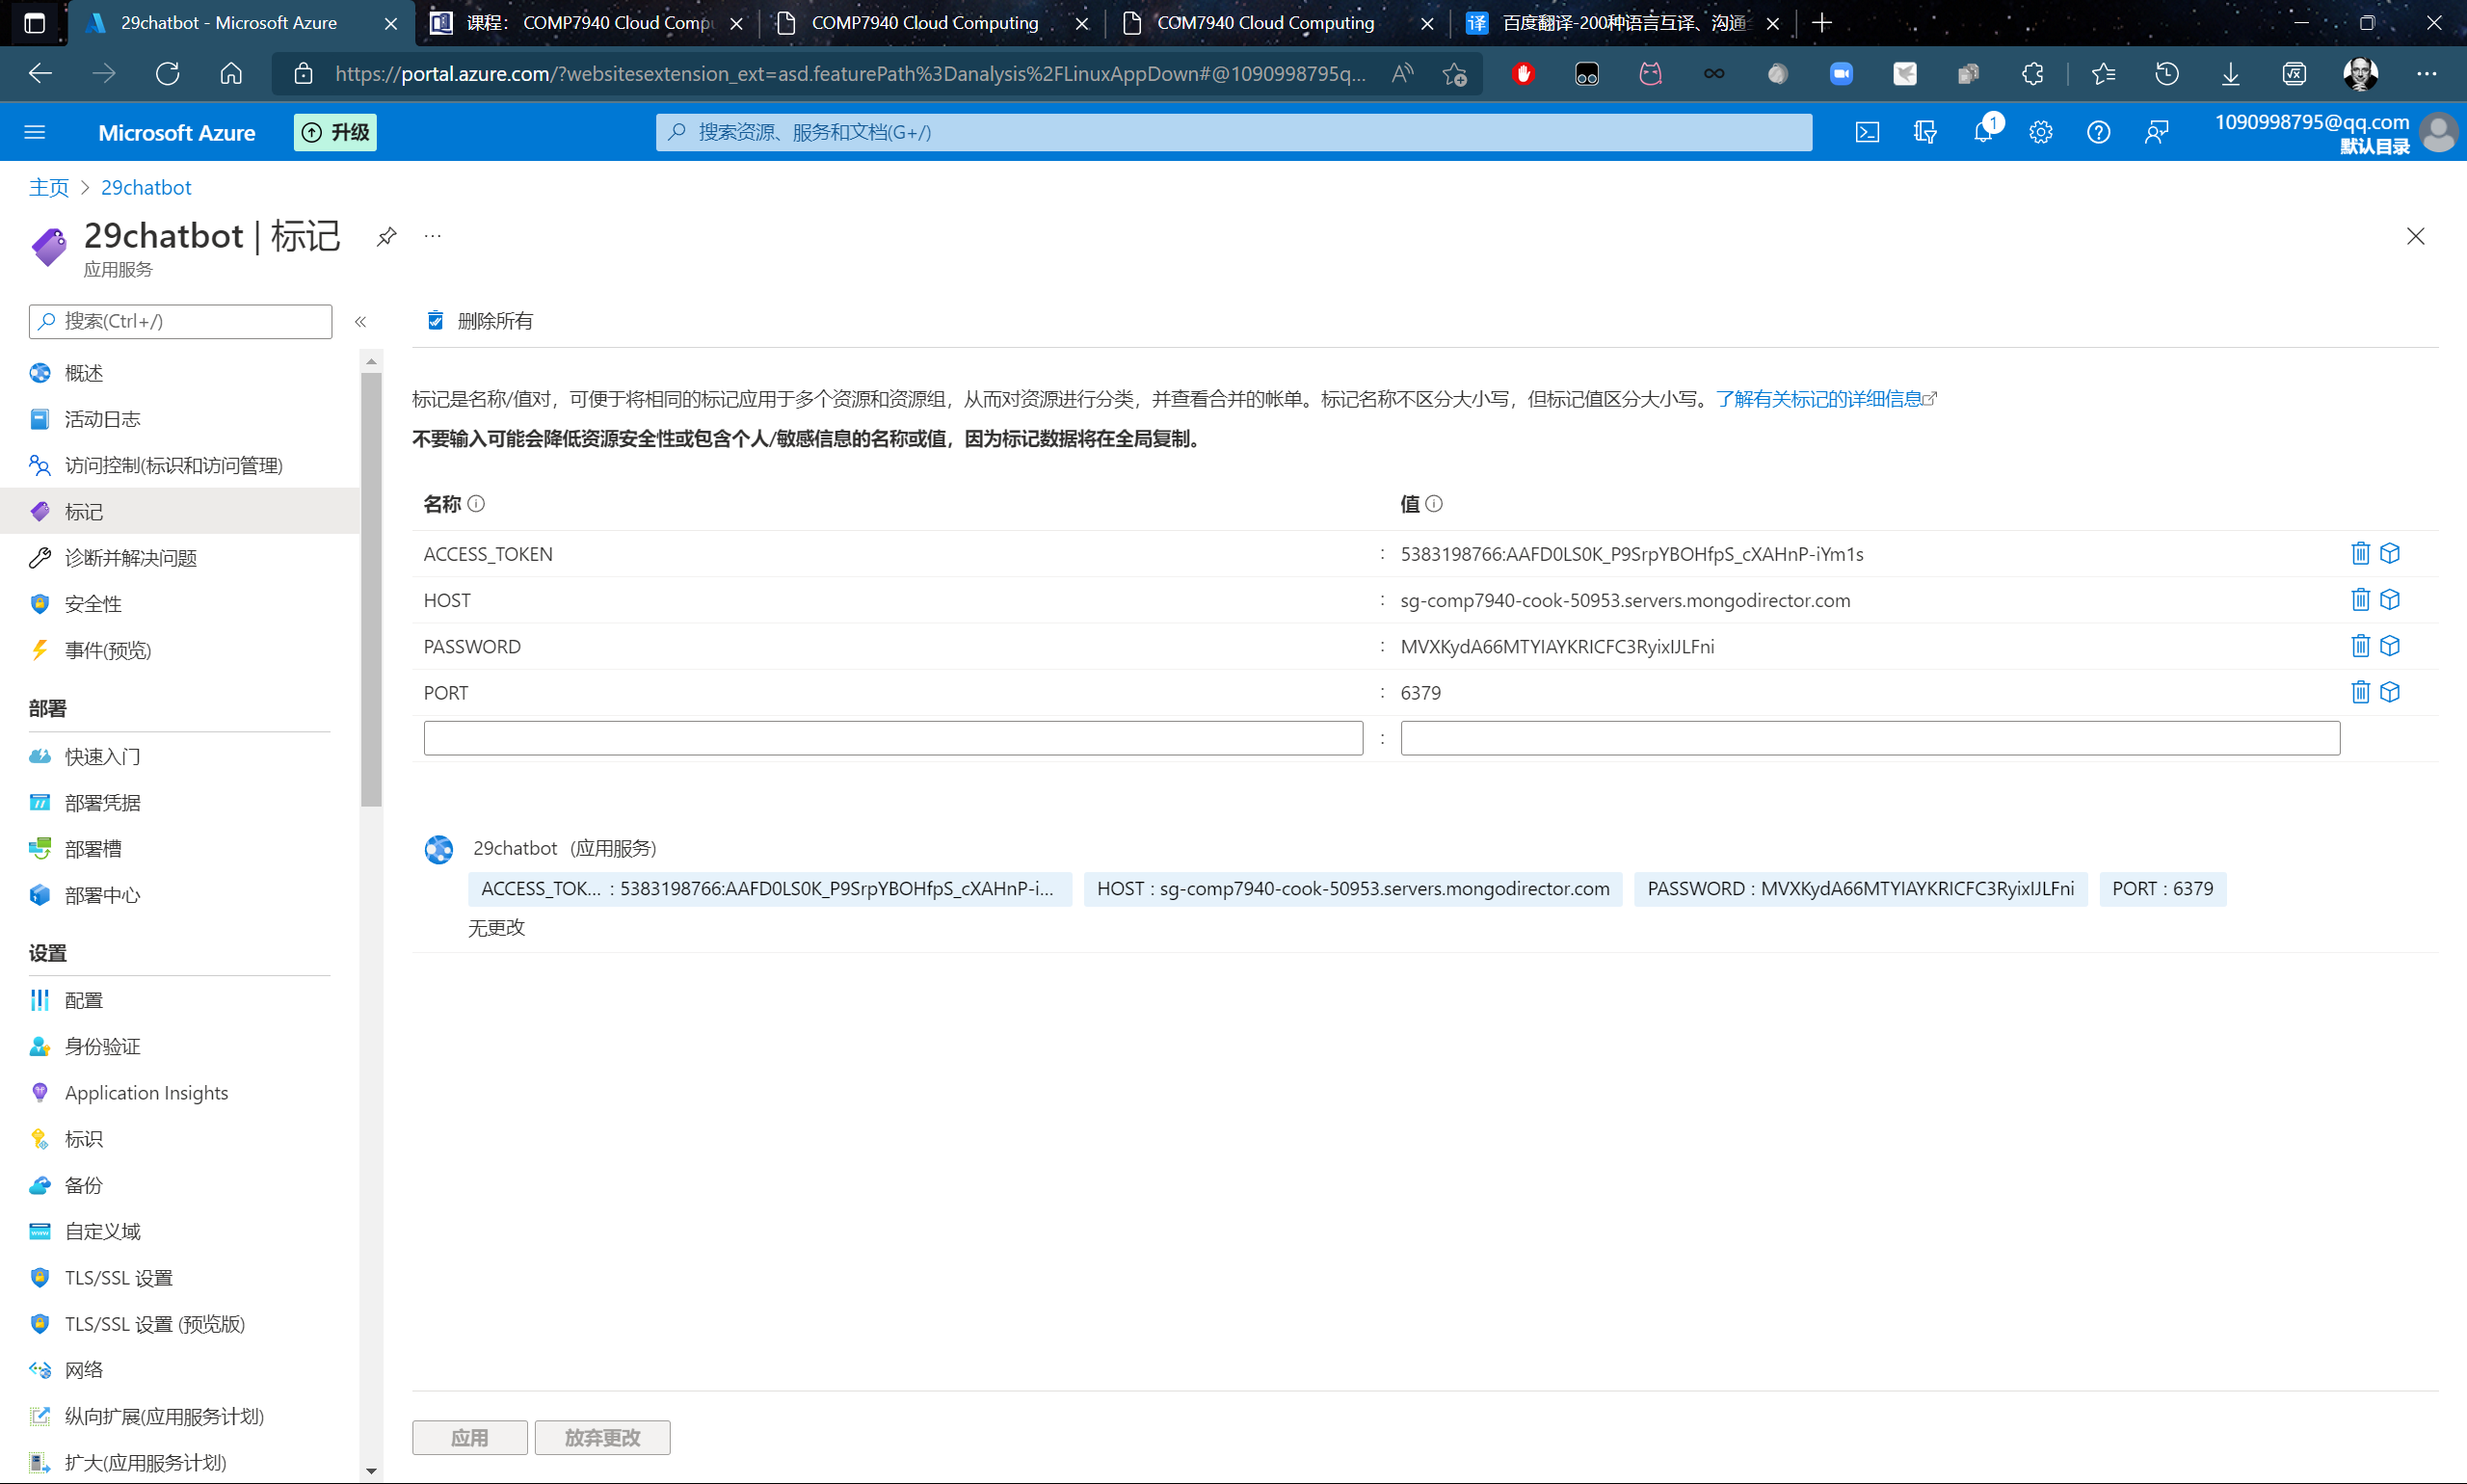 29chatbot - Microsoft Azure
课程： COMP7940 Cloud Comp
COMP7940 Cloud Computing
COM7940 Cloud Computing
百度翻译-200种语言互译、沟通
https://portal.azure.com/?websitesextension_ext=asd.featurePath%3Danalysis%2FLinuxAppDown#@1090998795q...
Microsoft Azure
升级
搜索资源、服务和文档(G+/)
1
1090998795@qq.com
默认目录
主页 > 29chatbot
29chatbot | 标记
应用服务
搜索(Ctrl+/)
概述
活动日志
访问控制(标识和访问管理)
标记
诊断并解决问题
安全性
事件(预览)
部署
快速入门
部署凭据
部署槽
部署中心
设置
配置
身份验证
Application Insights
标识
备份
自定义域
TLS/SSL 设置
TLS/SSL 设置 (预览版)
网络
纵向扩展(应用服务计划)
扩大(应用服务计划)
删除所有
标记是名称/值对，可便于将相同的标记应用于多个资源和资源组，从而对资源进行分类，并查看合并的帐单。标记名称不区分大小写，但标记值区分大小写。了解有关标记的详细信息
不要输入可能会降低资源安全性或包含个人/敏感信息的名称或值，因为标记数据将在全局复制。
名称 值
ACCESS_TOKEN : 5383198766:AAFD0LS0K_P9SrpYBOHfpS_cXAHnP-iYm1s
HOST : sg-comp7940-cook-50953.servers.mongodirector.com
PASSWORD : MVXKydA66MTYIAYKRICFC3RyixIJLFni
PORT : 6379
:
29chatbot (应用服务)
ACCESS_TOK... : 5383198766:AAFD0LS0K_P9SrpYBOHfpS_cXAHnP-i... HOST : sg-comp7940-cook-50953.servers.mongodirector.com PASSWORD : MVXKydA66MTYIAYKRICFC3RyixIJLFni PORT : 6379
无更改
应用 放弃更改